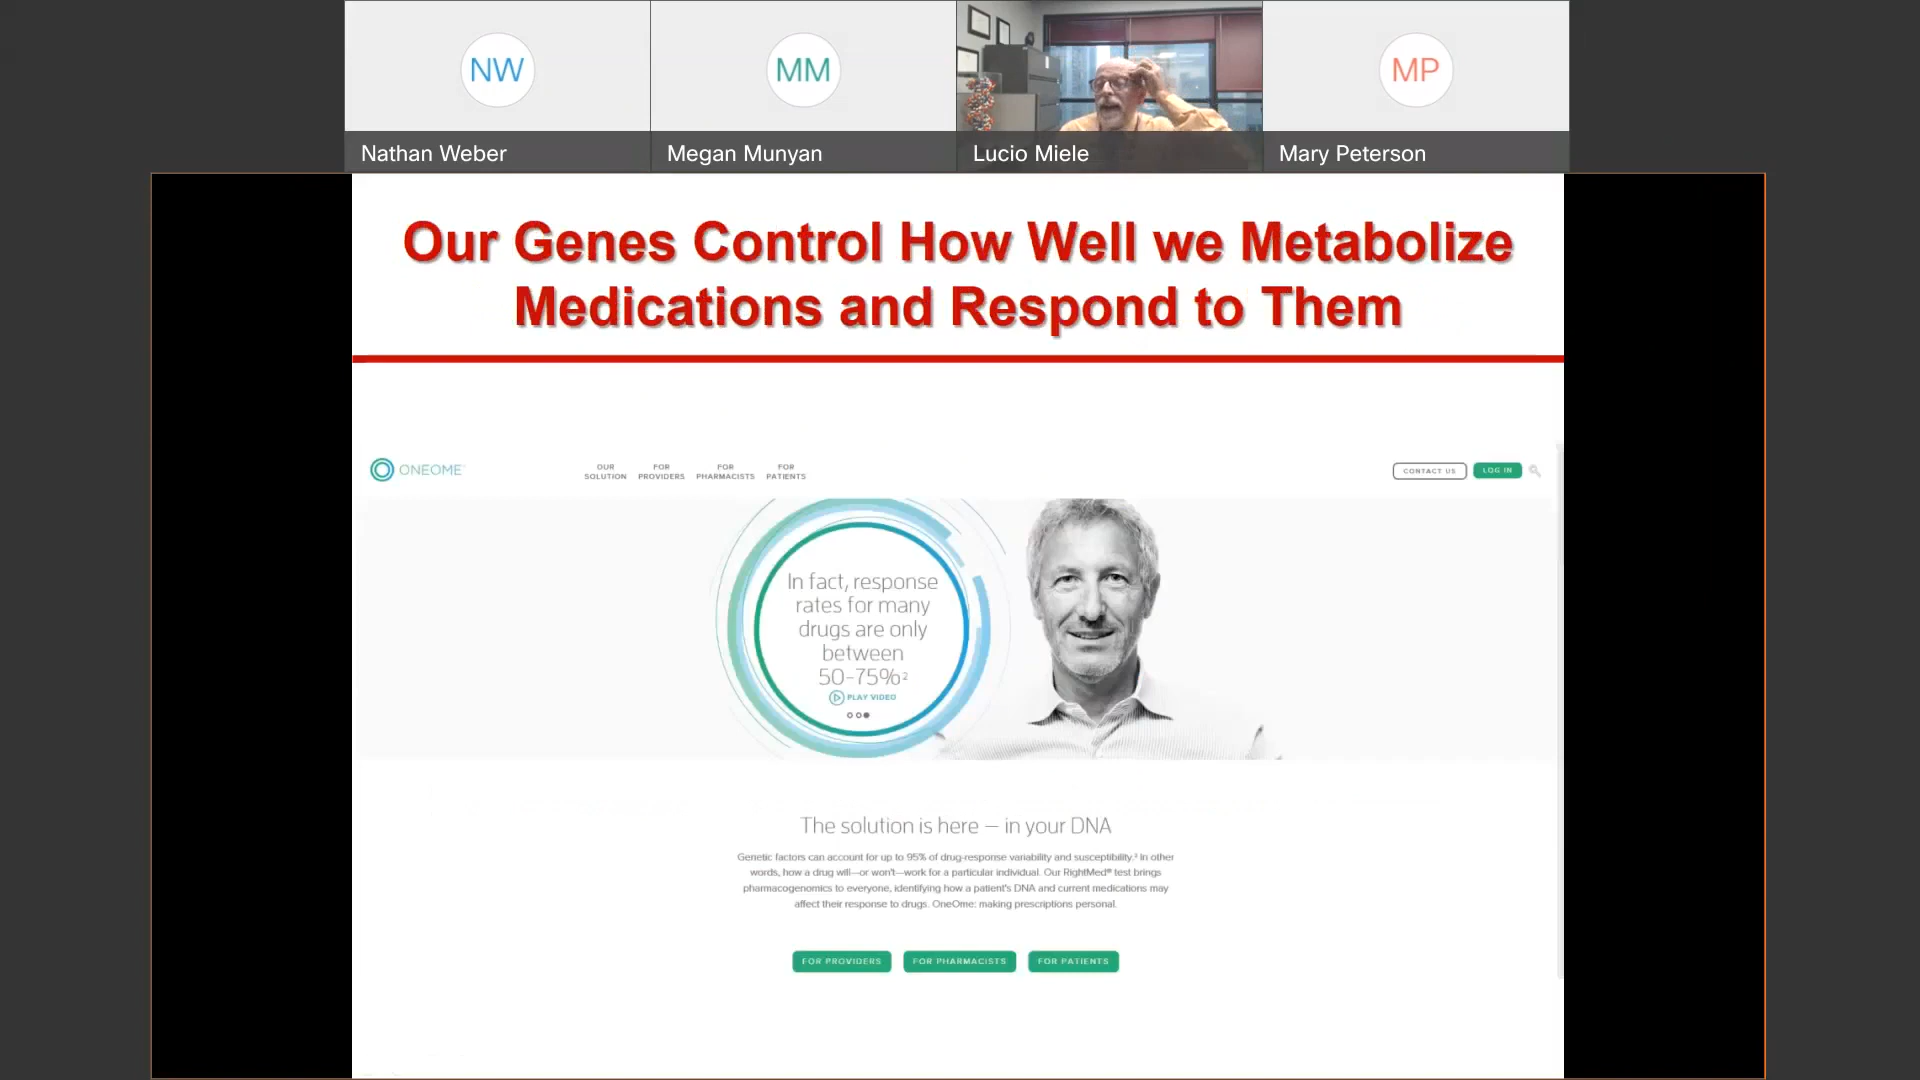 NW
MM
MP
Nathan Weber
Megan Munyan
Lucio Miele
Mary Peterson
Our Genes Control How Well we Metabolize
Medications and Respond to Them
ONEOME
OUR
SOLUTION
FOR
PROVIDERS
FOR
PHARMACISTS
FOR
PATIENTS
CONTACT US
LOG IN
In fact, response
rates for many
drugs are only
between
50-75%²
PLAY VIDEO
The solution is here — in your DNA
Genetic factors can account for up to 95% of drug-response variability and susceptibility.³ In other
words, how a drug will—or won't—work for a particular individual. Our RightMed® test brings
pharmacogenomics to everyone, identifying how a patient's DNA and current medications may
affect their response to drugs. OneOme: making prescriptions personal.
FOR PROVIDERS
FOR PHARMACISTS
FOR PATIENTS